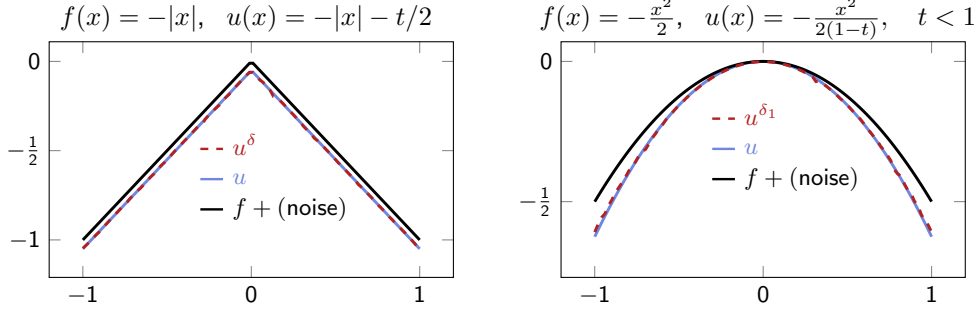 f(x) = −|x|, u(x) = −|x| − t/2
0
−1/2
−1
u^δ
u
f + (noise)
−1 0 1
f(x) = −x²/2, u(x) = −x²/2(1−t), t < 1
0
−1/2
u^δ₁
u
f + (noise)
−1 0 1